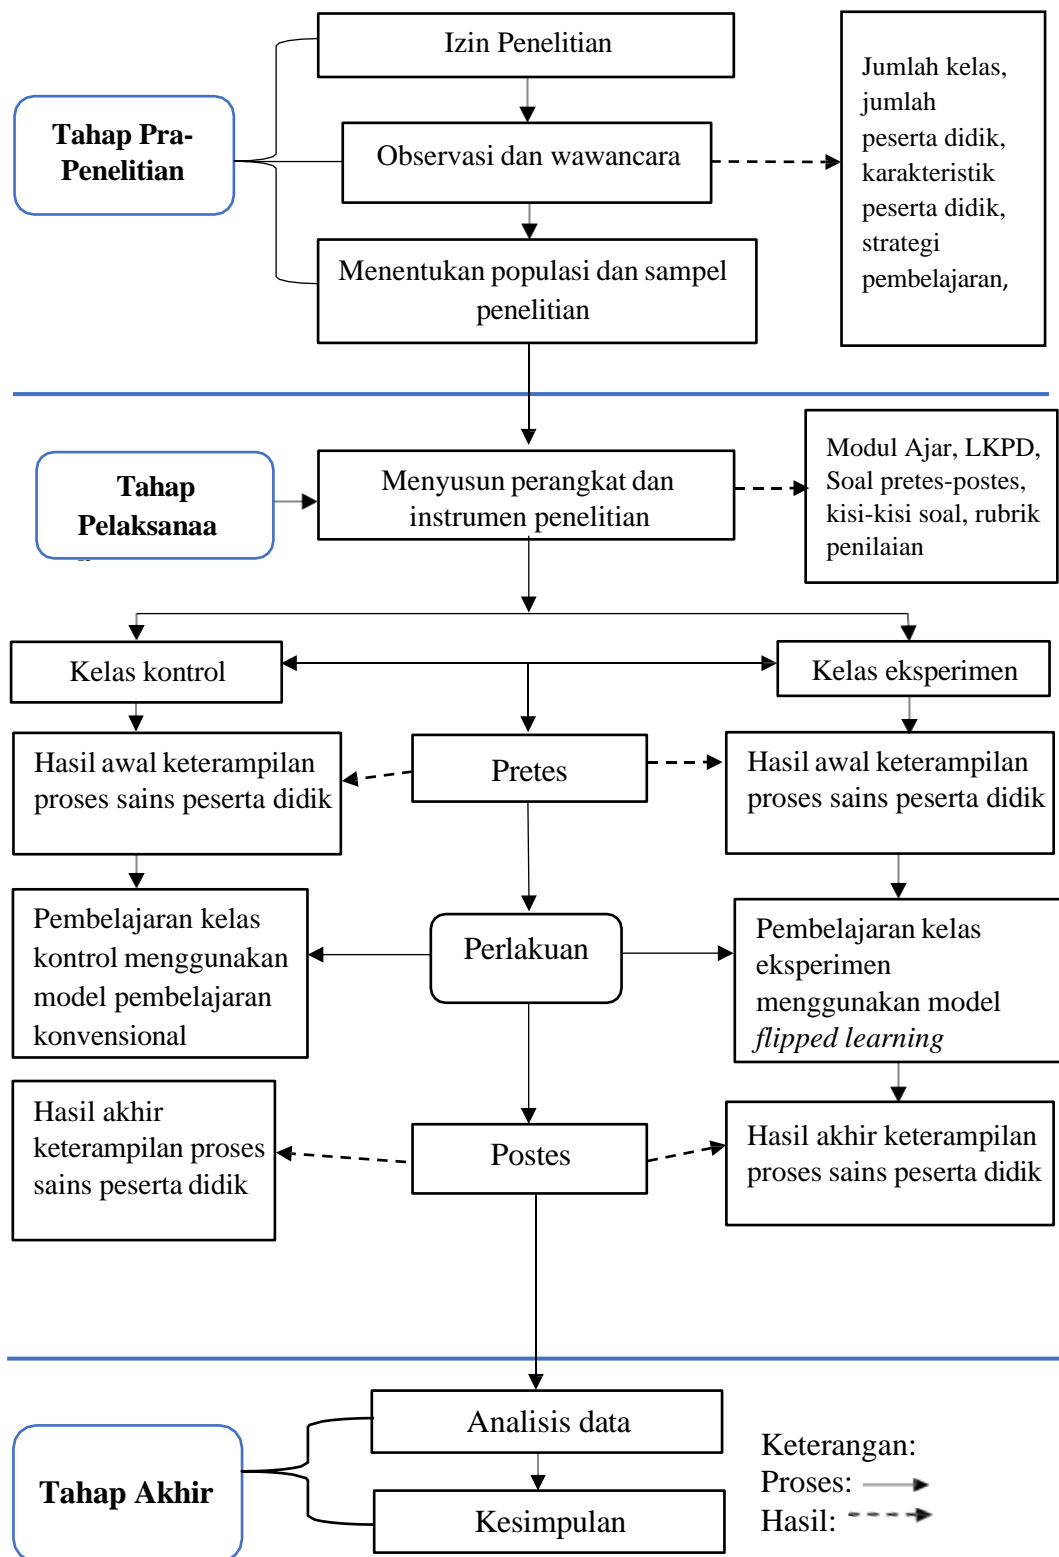 Izin Penelitian
Jumlah kelas,
jumlah
peserta didik,
karakteristik
peserta didik,
strategi
pembelajaran,
Tahap Pra-
Penelitian
Observasi dan wawancara
Menentukan populasi dan sampel
penelitian
Tahap
Pelaksanaa
Menyusun perangkat dan
instrumen penelitian
Modul Ajar, LKPD,
Soal pretes-postes,
kisi-kisi soal, rubrik
penilaian
Kelas kontrol
Kelas eksperimen
Hasil awal keterampilan
proses sains peserta didik
Pretes
Hasil awal keterampilan
proses sains peserta didik
Pembelajaran kelas
kontrol menggunakan
model pembelajaran
konvensional
Perlakuan
Pembelajaran kelas
eksperimen
menggunakan model
flipped learning
Hasil akhir
keterampilan proses
sains peserta didik
Postes
Hasil akhir keterampilan
proses sains peserta didik
Tahap Akhir
Analisis data
Kesimpulan
Keterangan:
Proses:
Hasil: